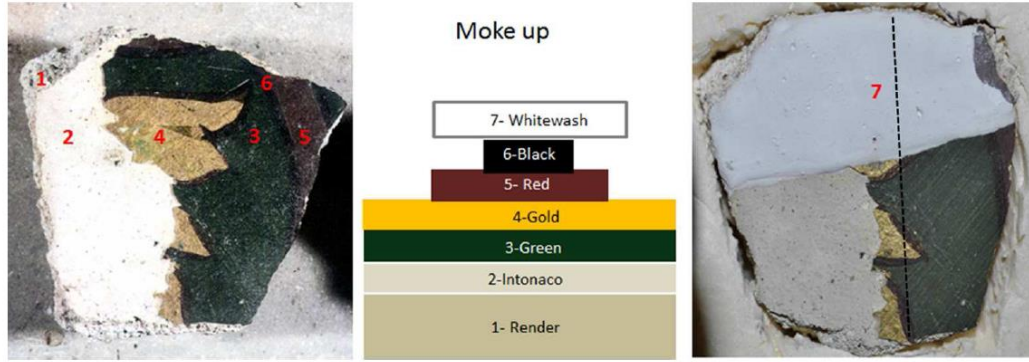 1
2
4
3
6
5
Moke up
7- Whitewash
6-Black
5- Red
4-Gold
3-Green
2-Intonaco
1- Render
7